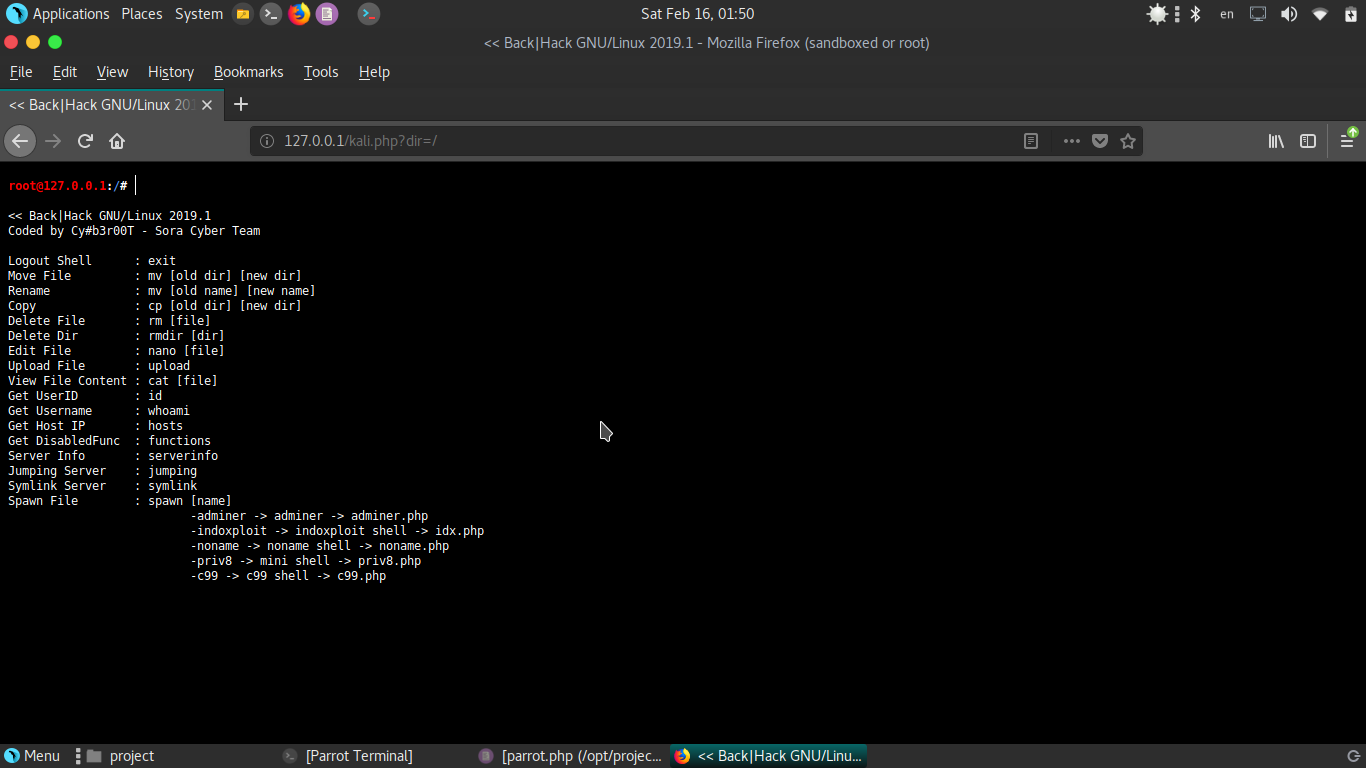 Applications Places System Sat Feb 16, 01:50 en
<< Back|Hack GNU/Linux 2019.1 - Mozilla Firefox (sandboxed or root)
File Edit View History Bookmarks Tools Help
<< Back|Hack GNU/Linux 201
127.0.0.1/kali.php?dir=/
root@127.0.0.1:/#
<< Back|Hack GNU/Linux 2019.1
Coded by Cy#b3r00T - Sora Cyber Team
Logout Shell : exit
Move File : mv [old dir] [new dir]
Rename : mv [old name] [new name]
Copy : cp [old dir] [new dir]
Delete File : rm [file]
Delete Dir : rmdir [dir]
Edit File : nano [file]
Upload File : upload
View File Content : cat [file]
Get UserID : id
Get Username : whoami
Get Host IP : hosts
Get DisabledFunc : functions
Server Info : serverinfo
Jumping Server : jumping
Symlink Server : symlink
Spawn File : spawn [name]
-adminer -> adminer -> adminer.php
-indoxploit -> indoxploit shell -> idx.php
-noname -> noname shell -> noname.php
-priv8 -> mini shell -> priv8.php
-c99 -> c99 shell -> c99.php
Menu project [Parrot Terminal] [parrot.php (/opt/projec... << Back|Hack GNU/Linu...